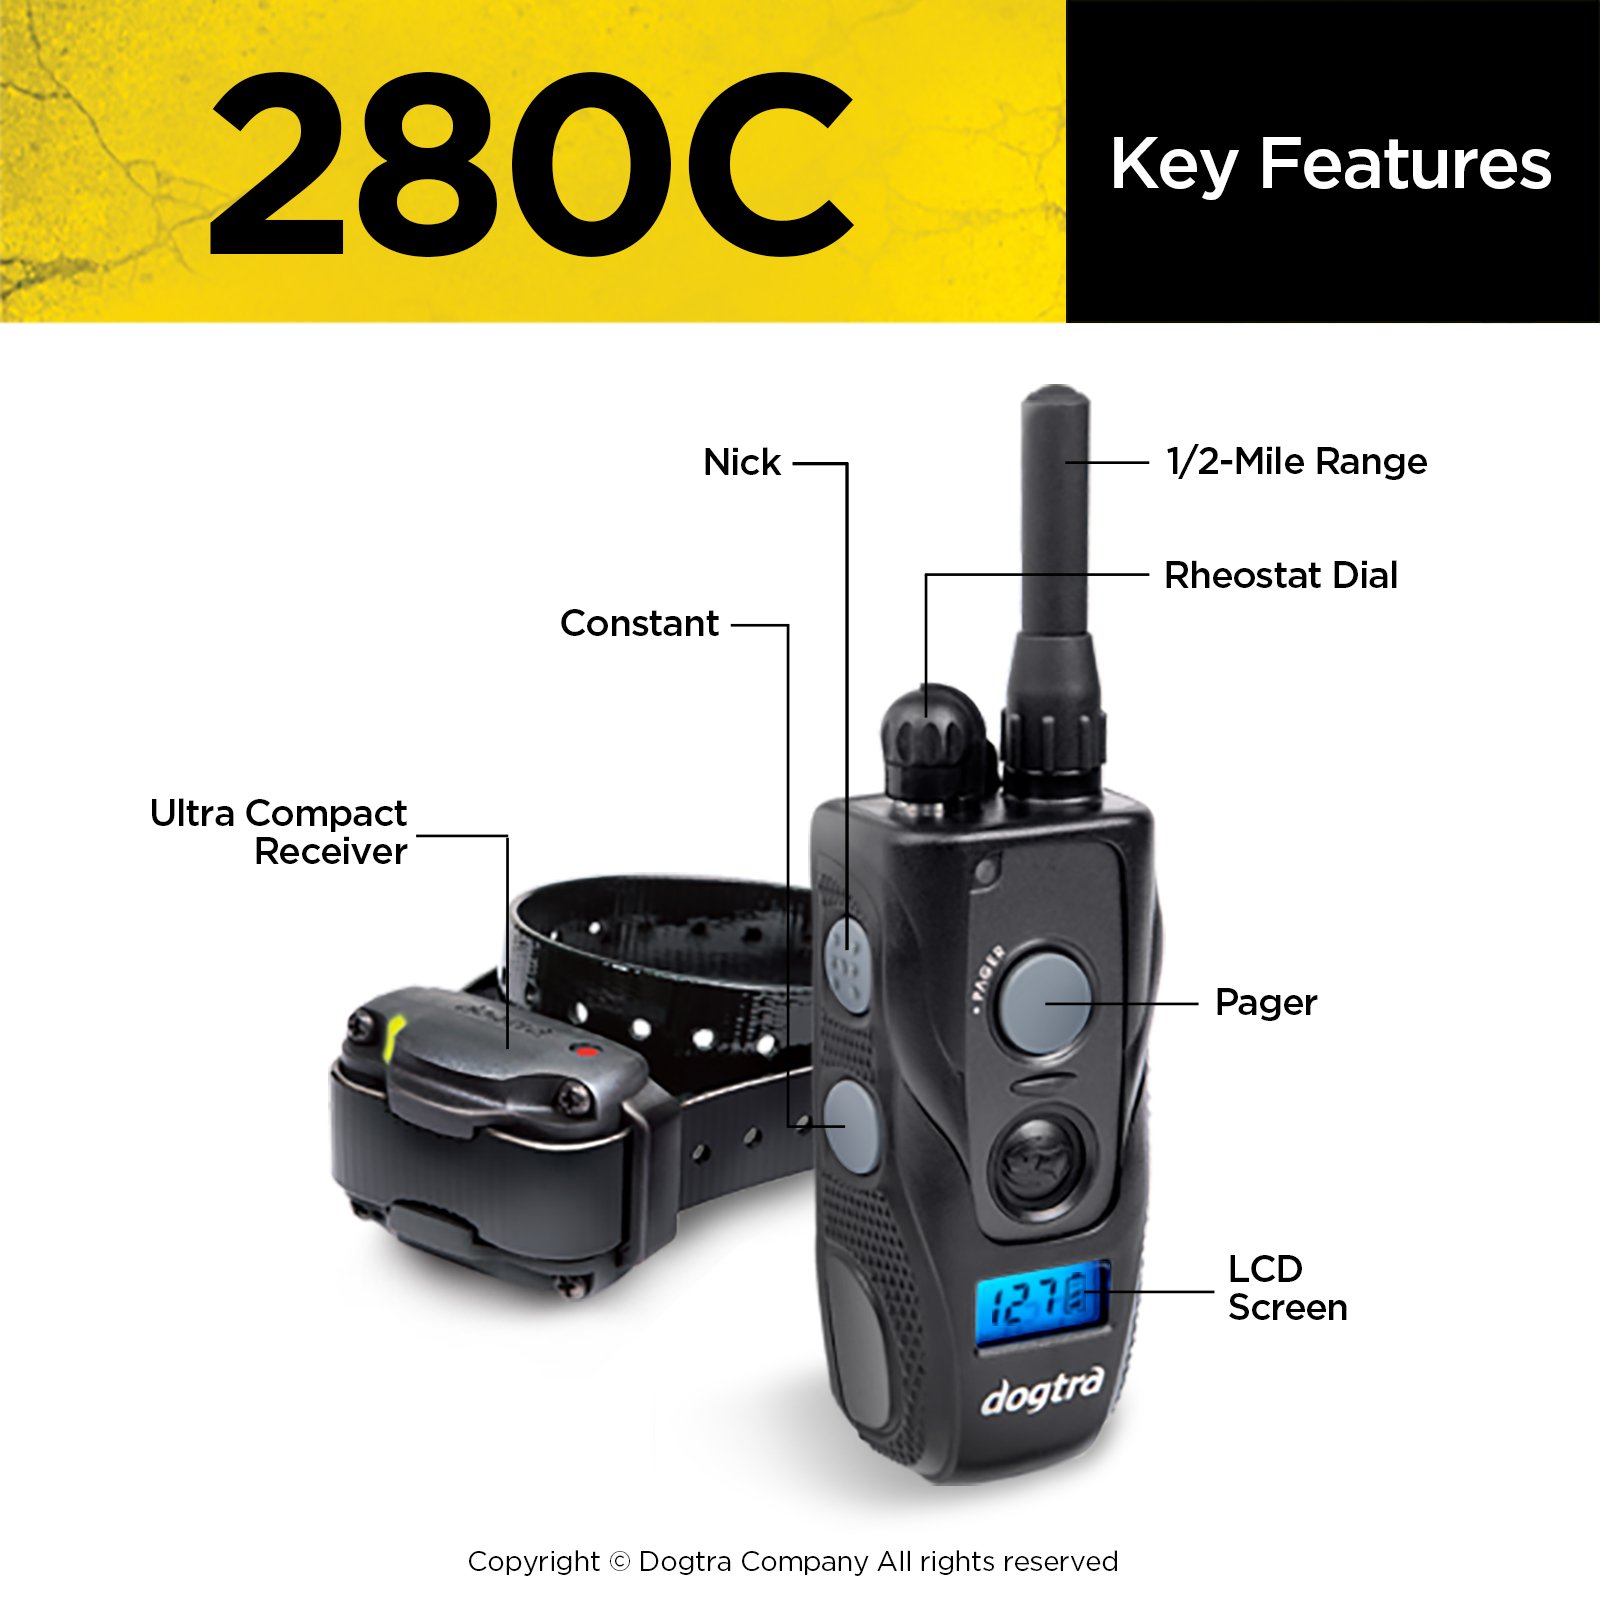 280C
Key Features
Nick
1/2-Mile Range
Rheostat Dial
Constant
Ultra Compact
Receiver
• PAGER
Pager
LCD
Screen
127
dogtra
Copyright © Dogtra Company All rights reserved